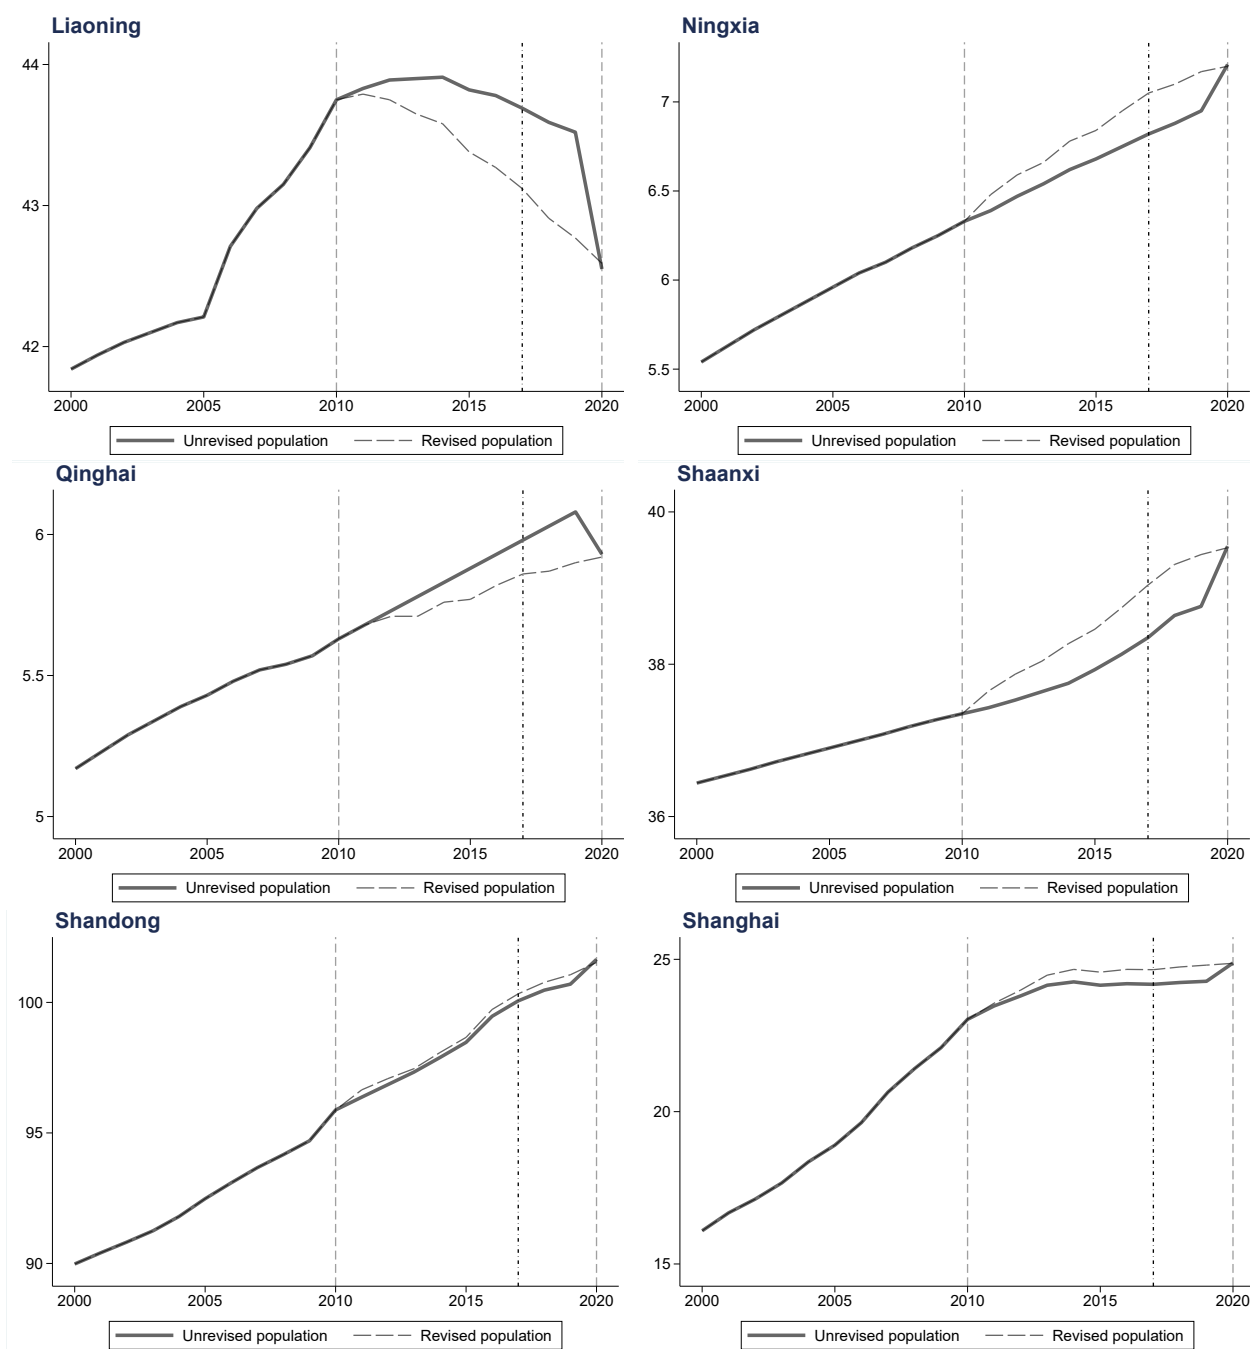 Liaoning
44
43
42
2000 2005 2010 2015 2020
Unrevised population Revised population
Ningxia
7
6.5
6
5.5
2000 2005 2010 2015 2020
Unrevised population Revised population
Qinghai
6
5.5
5
2000 2005 2010 2015 2020
Unrevised population Revised population
Shaanxi
40
38
36
2000 2005 2010 2015 2020
Unrevised population Revised population
Shandong
100
95
90
2000 2005 2010 2015 2020
Unrevised population Revised population
Shanghai
25
20
15
2000 2005 2010 2015 2020
Unrevised population Revised population